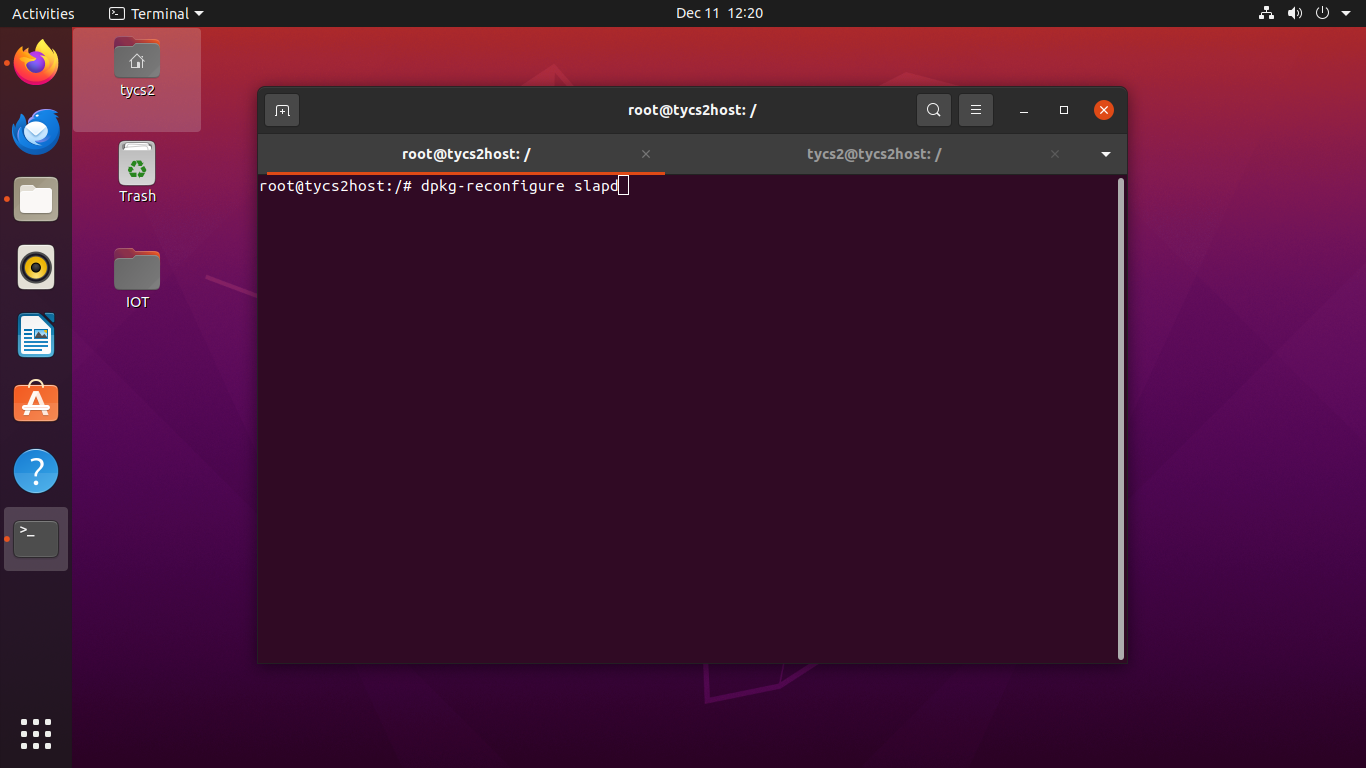 Activities
Terminal
Dec 11 12:20
tycs2
Trash
IOT
root@tycs2host: /
root@tycs2host: /
tycs2@tycs2host: /
root@tycs2host:/# dpkg-reconfigure slapd